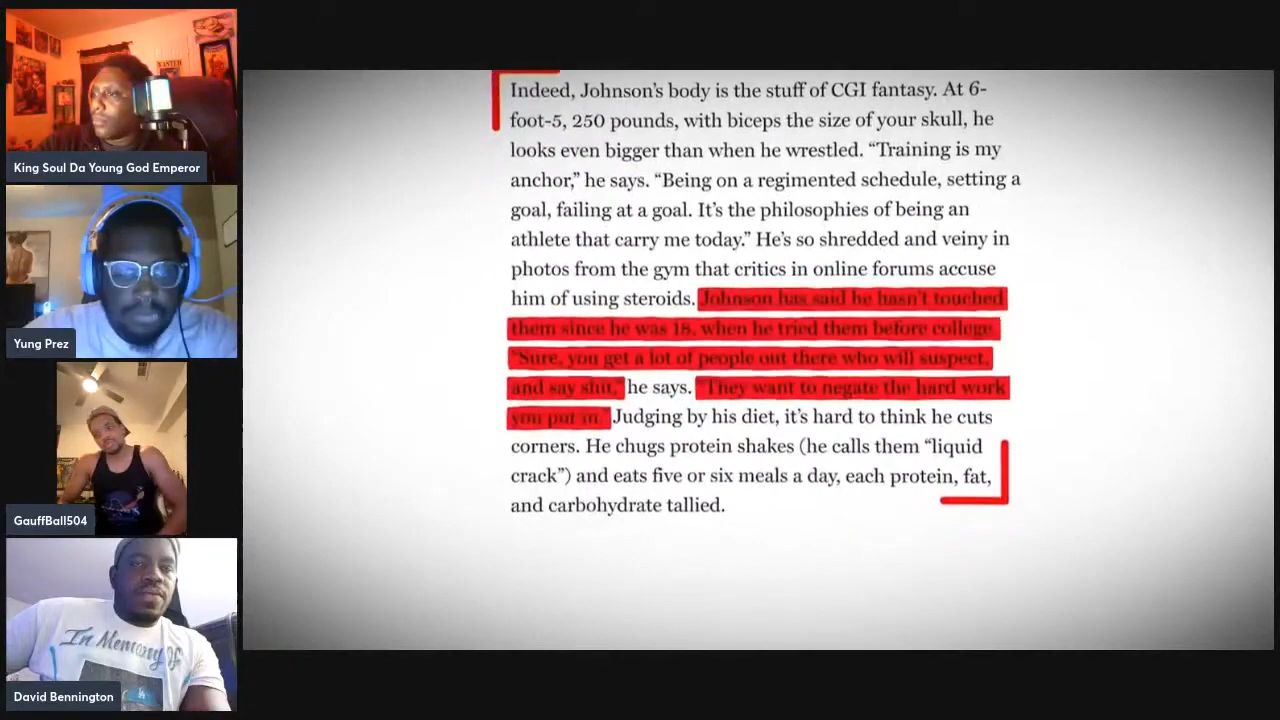 WANTED
King Soul Da Young God Emperor
Yung Prez
GauffBall504
In Memory Of
David Bennington
Indeed, Johnson's body is the stuff of CGI fantasy. At 6-
foot-5, 250 pounds, with biceps the size of your skull, he
looks even bigger than when he wrestled. “Training is my
anchor,” he says. “Being on a regimented schedule, setting a
goal, failing at a goal. It's the philosophies of being an
athlete that carry me today.” He's so shredded and veiny in
photos from the gym that critics in online forums accuse
him of using steroids. Johnson has said he hasn't touched
them since he was 18, when he tried them before college.
“Sure, you get a lot of people out there who will suspect,
and say shit,” he says. “They want to negate the hard work
you put in.” Judging by his diet, it's hard to think he cuts
corners. He chugs protein shakes (he calls them “liquid
crack”) and eats five or six meals a day, each protein, fat,
and carbohydrate tallied.